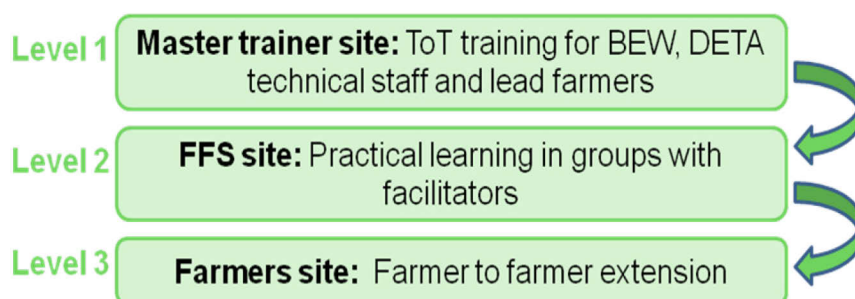 Level 1
Master trainer site: ToT training for BEW, DETA
technical staff and lead farmers
Level 2
FFS site: Practical learning in groups with
facilitators
Level 3
Farmers site: Farmer to farmer extension